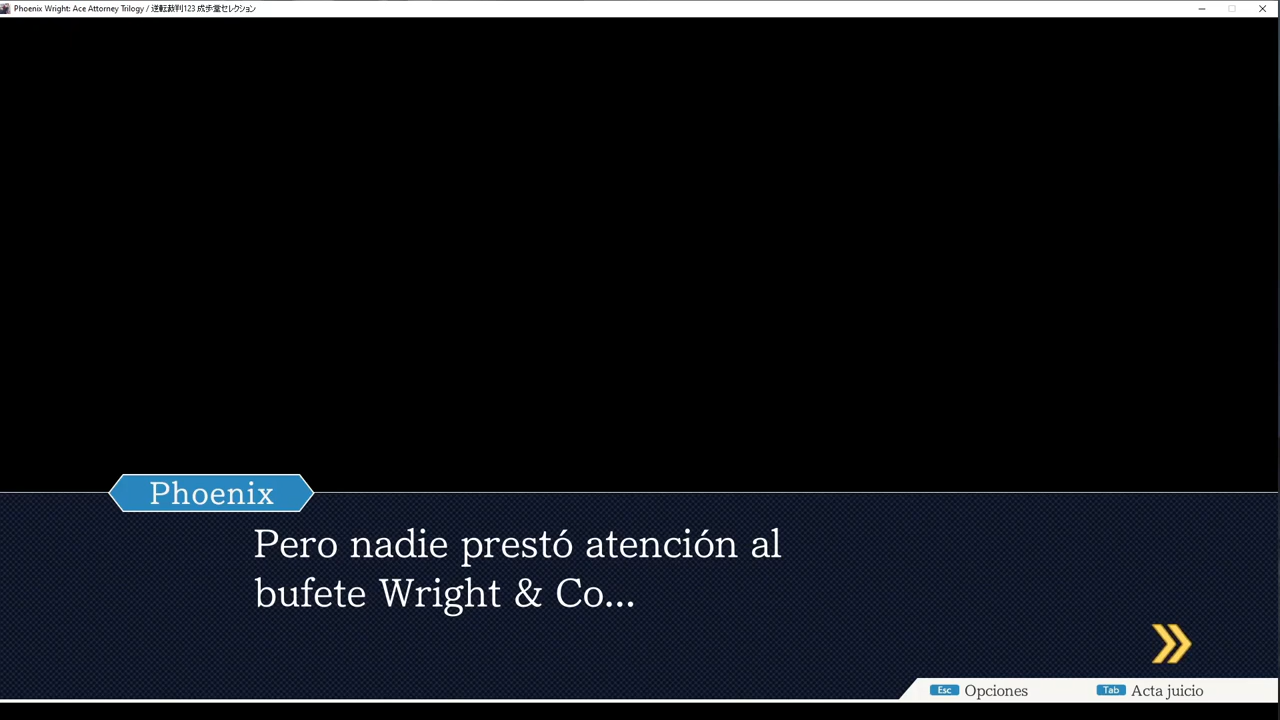 Phoenix Wright: Ace Attorney Trilogy / 逆転裁判123 成歩堂セレクション
Phoenix
Pero nadie prestó atención al
bufete Wright & Co...
Esc Opciones Tab Acta juicio